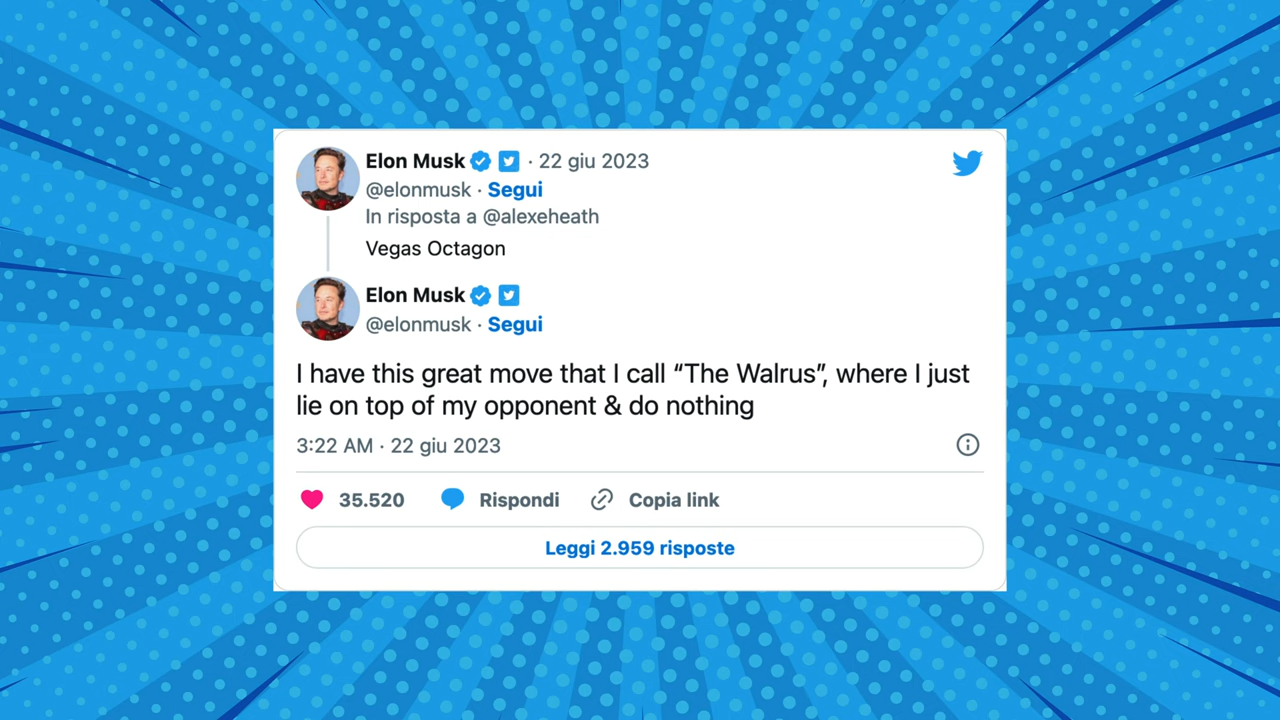 Elon Musk · 22 giu 2023
@elonmusk · Segui
In risposta a @alexeheath
Vegas Octagon
Elon Musk
@elonmusk · Segui
I have this great move that I call “The Walrus”, where I just
lie on top of my opponent & do nothing
3:22 AM · 22 giu 2023
35.520 Rispondi Copia link
Leggi 2.959 risposte